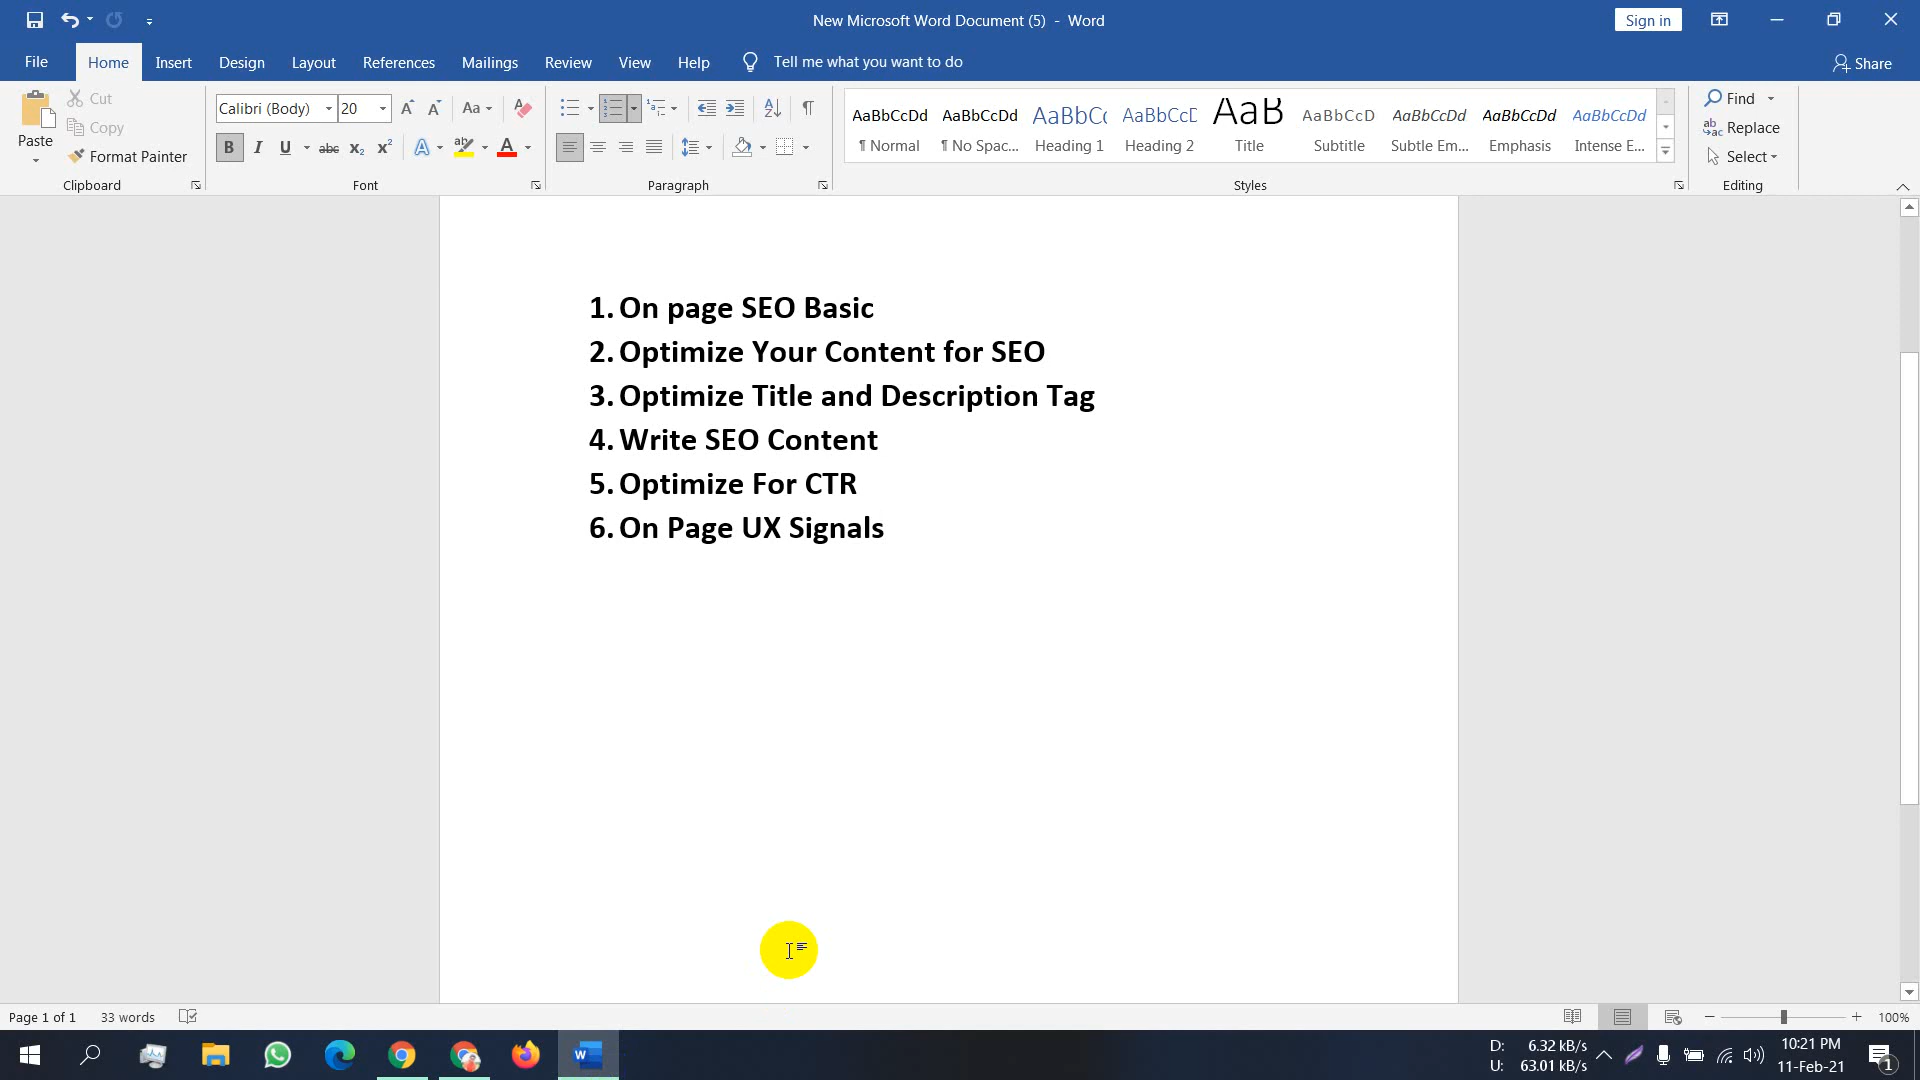 New Microsoft Word Document (5) - Word
Sign in
File Home Insert Design Layout References Mailings Review View Help Tell me what you want to do Share
Paste
Cut
Copy
Format Painter
Clipboard
Calibri (Body) 20
Font
Paragraph
AaBbCcDd AaBbCcDd AaBbCc AaBbCcD AaB AaBbCcD AaBbCcDd AaBbCcDd AaBbCcDd
¶ Normal ¶ No Spac... Heading 1 Heading 2 Title Subtitle Subtle Em... Emphasis Intense E...
Styles
Find
Replace
Select
Editing
1. On page SEO Basic
2. Optimize Your Content for SEO
3. Optimize Title and Description Tag
4. Write SEO Content
5. Optimize For CTR
6. On Page UX Signals
Page 1 of 1 33 words
100%
D: 6.32 kB/s
U: 63.01 kB/s
10:21 PM
11-Feb-21
1